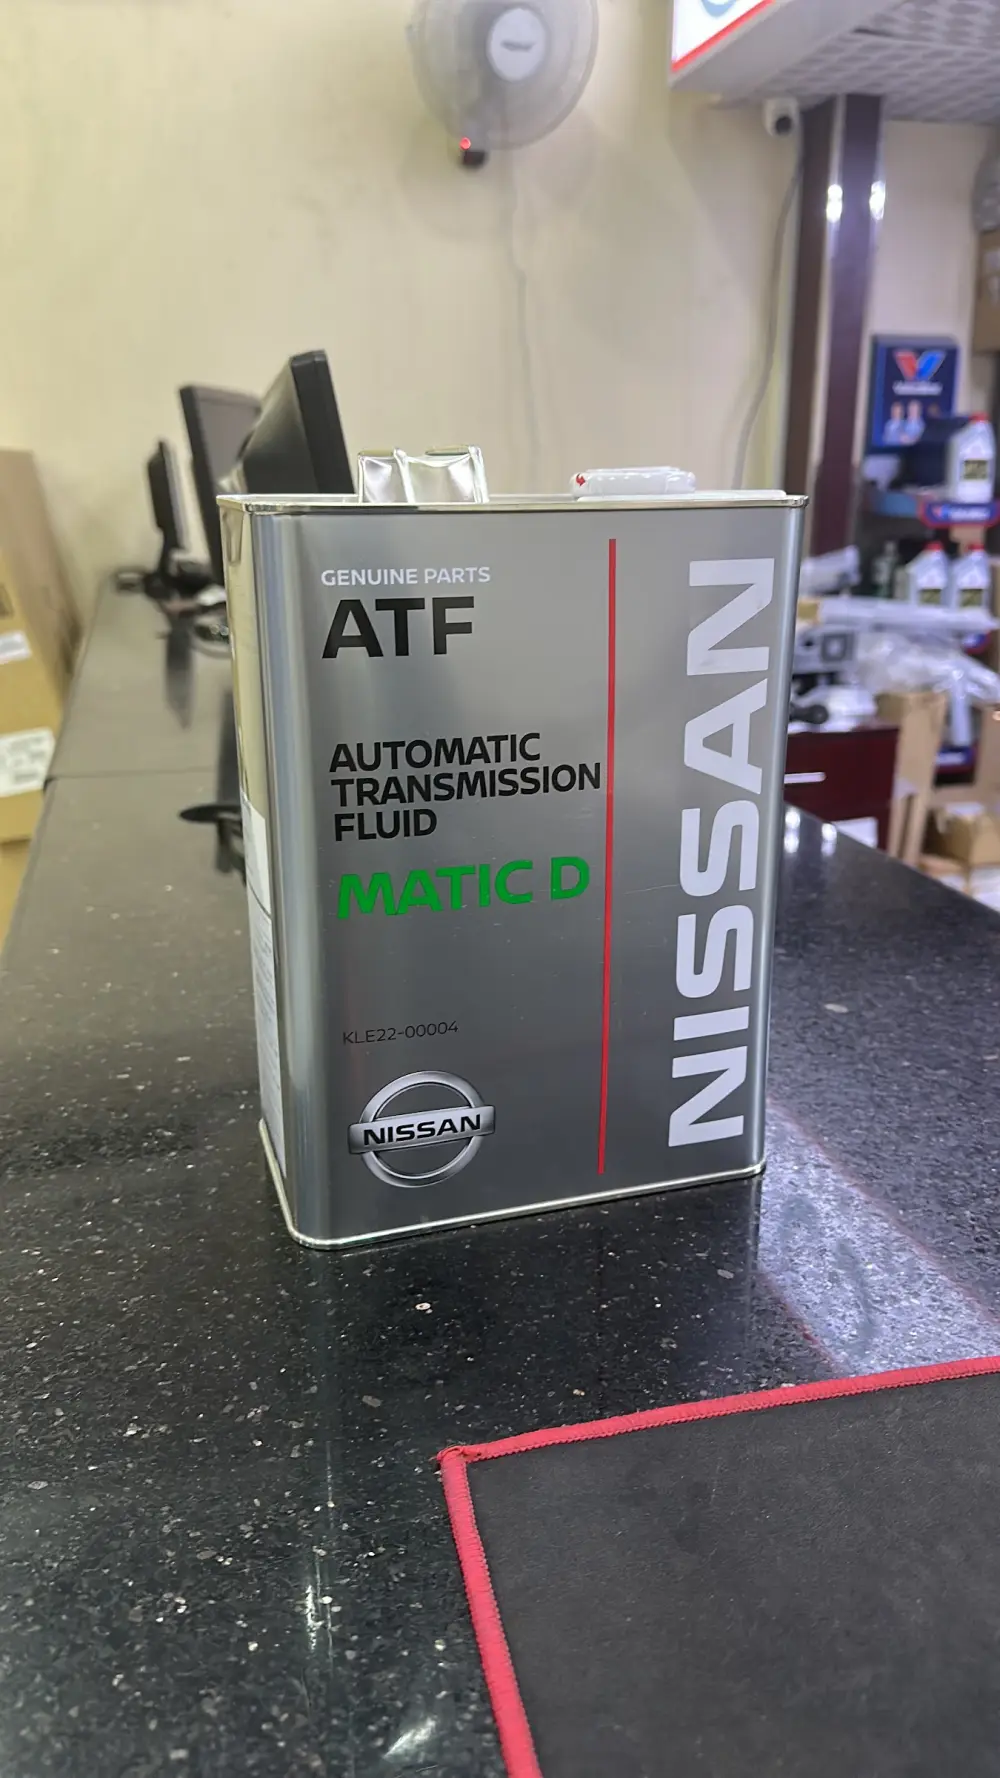 GENUINE PARTS
ATF
AUTOMATIC
TRANSMISSION
FLUID
MATIC D
KLE22-00004
NISSAN
NISSAN